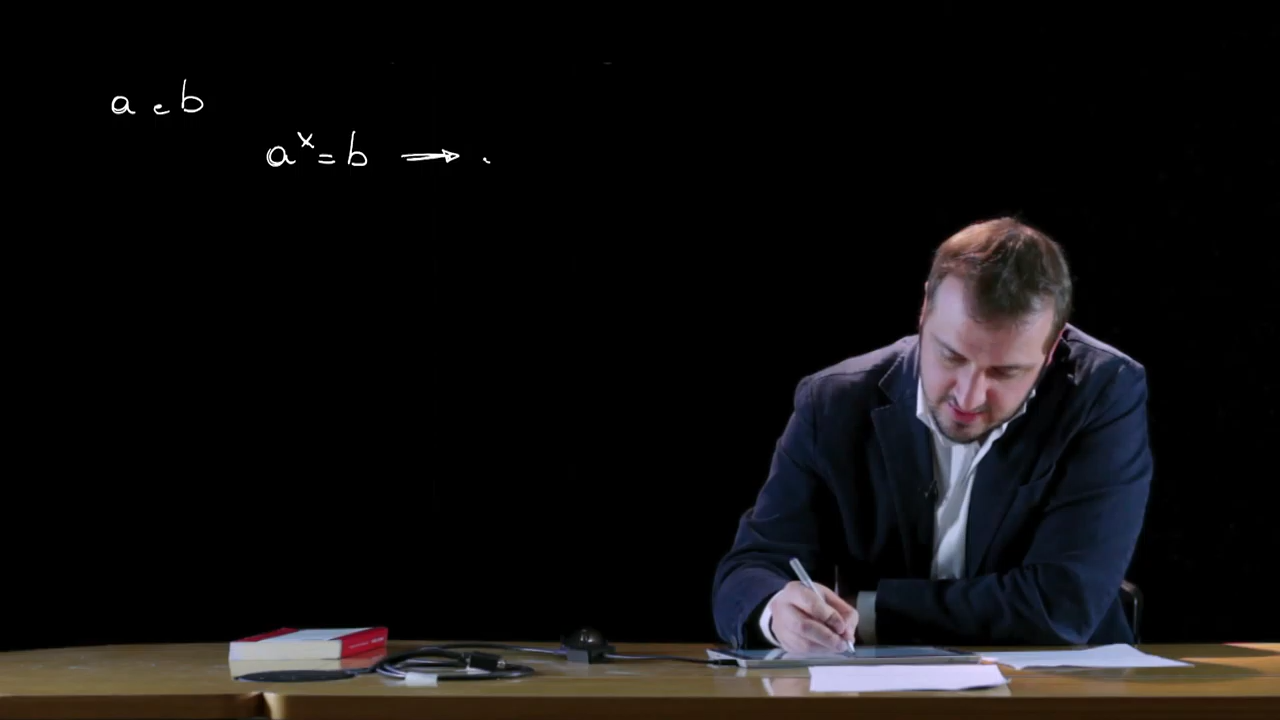 a e b
aˣ = b → .